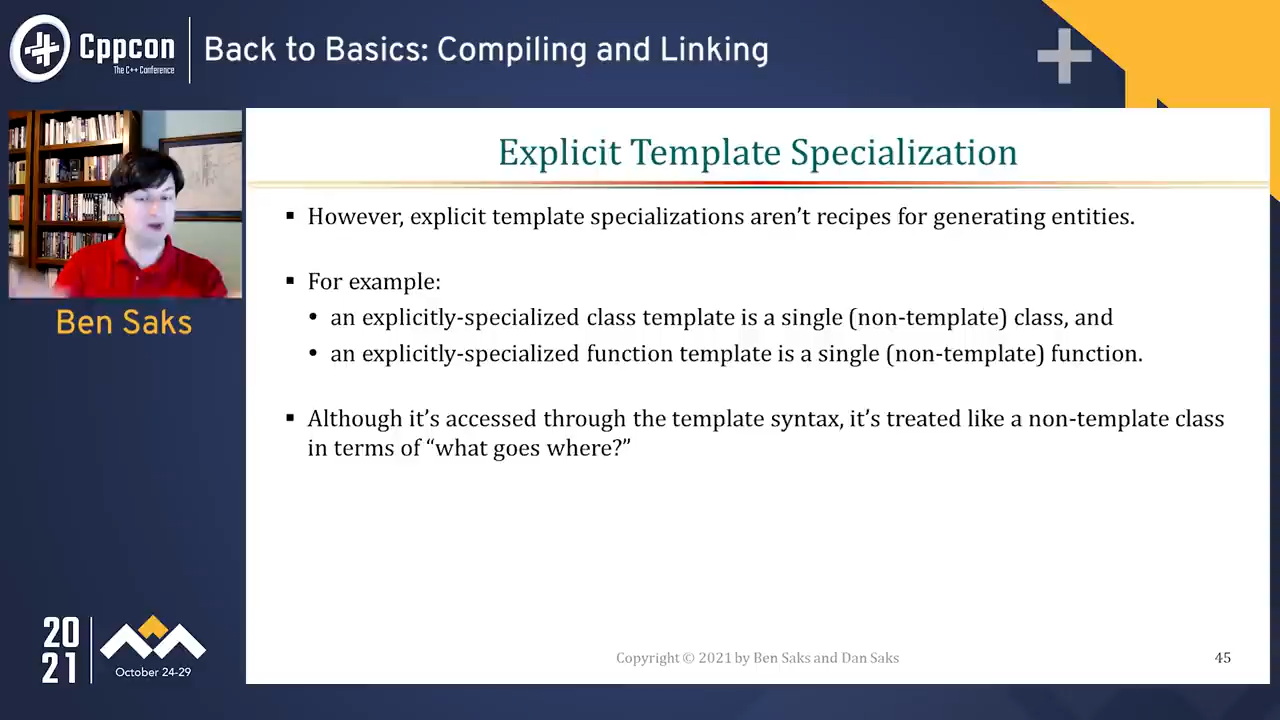 Cppcon
The C++ Conference
Back to Basics: Compiling and Linking
Ben Saks
Explicit Template Specialization
▪ However, explicit template specializations aren’t recipes for generating entities.
▪ For example:
• an explicitly-specialized class template is a single (non-template) class, and
• an explicitly-specialized function template is a single (non-template) function.
▪ Although it’s accessed through the template syntax, it’s treated like a non-template class
in terms of “what goes where?”
20
21
October 24-29
Copyright © 2021 by Ben Saks and Dan Saks
45